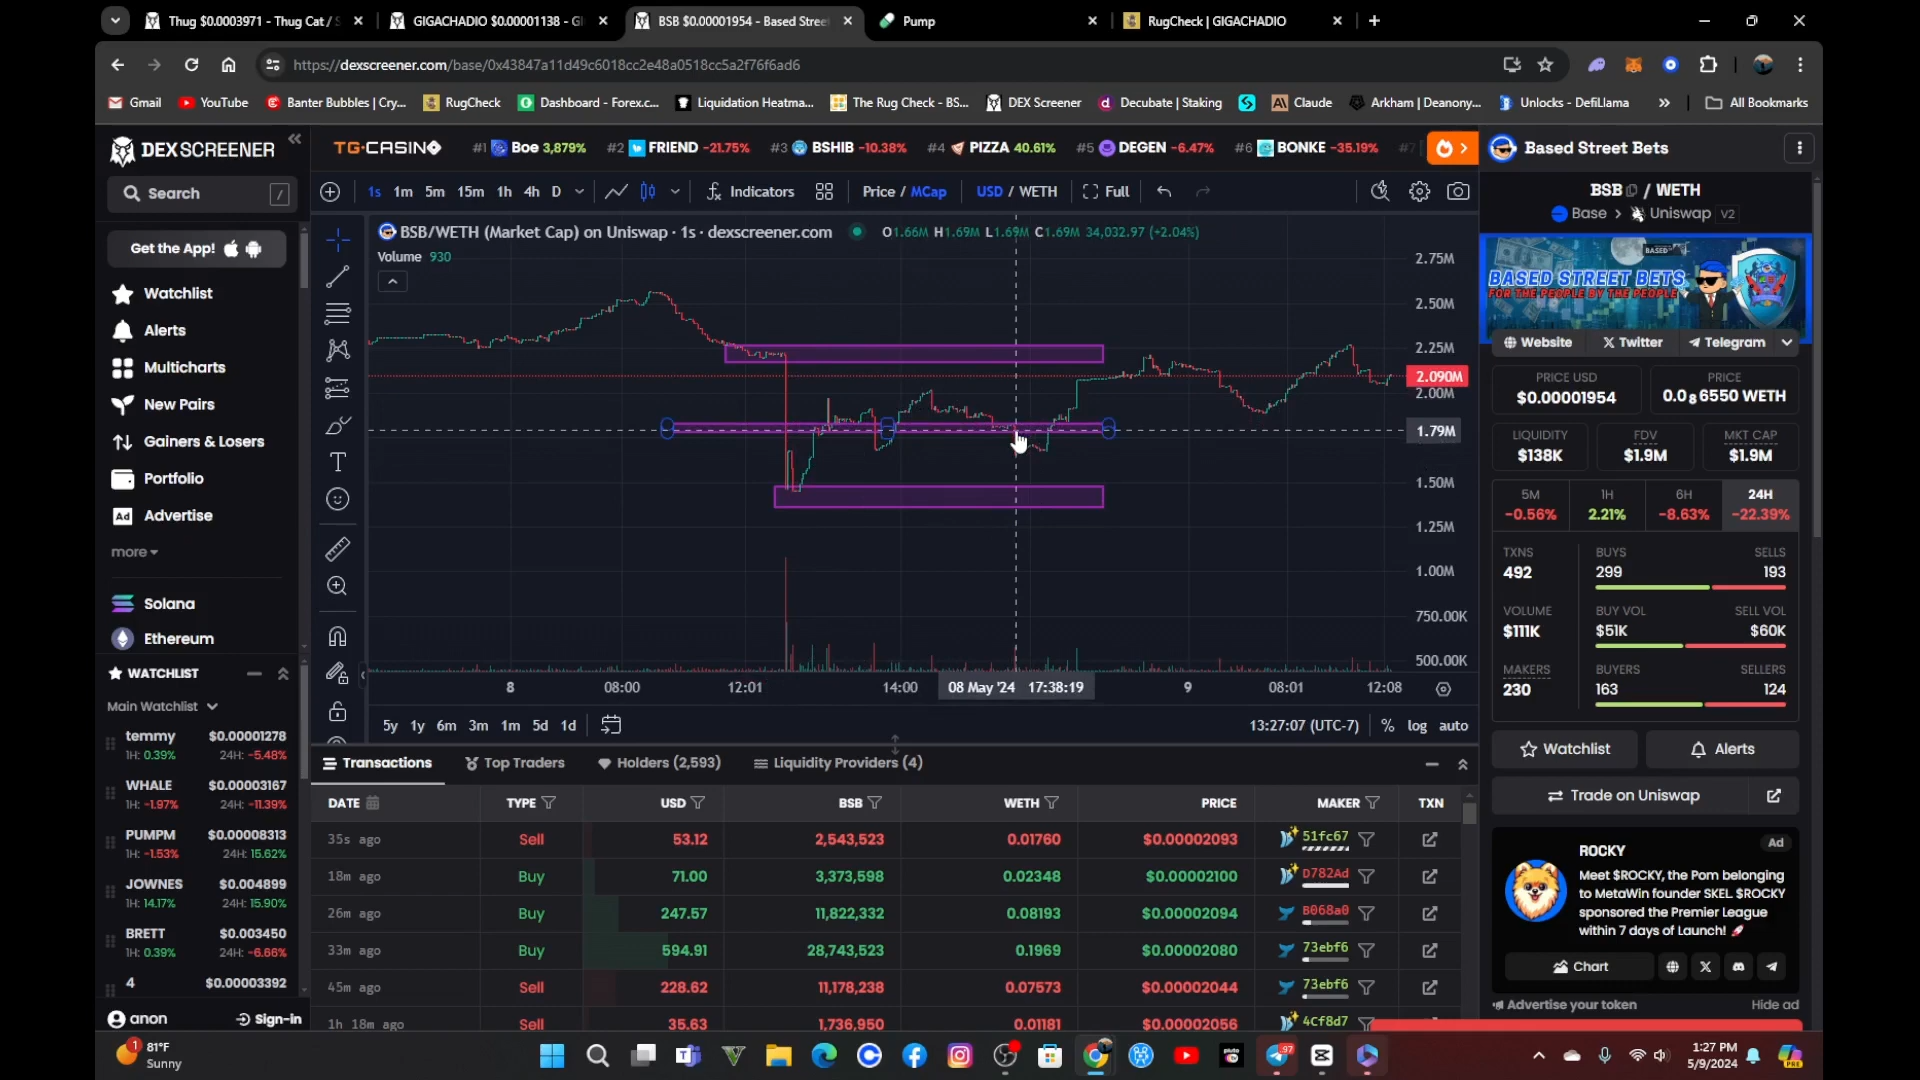 Thug $0.0003971 - Thug Cat / S
GIGACHADIO $0.00001138 - GI
BSB $0.00001954 - Based Stree
Pump
RugCheck | GIGACHADIO
https://dexscreener.com/base/0x43847a11d49c6018cc2e48a0518cc5a2f76f6ad6
Gmail
YouTube
Banter Bubbles | Cry...
RugCheck
Dashboard - Forex.c...
Liquidation Heatma...
The Rug Check - BS...
DEX Screener
Decubate | Staking
Claude
Arkham | Deanony...
Unlocks - DefiLlama
All Bookmarks
DEXSCREENER
Search /
Get the App!
Watchlist
Alerts
Multicharts
New Pairs
Gainers & Losers
Portfolio
Ad Advertise
more
Solana
Ethereum
WATCHLIST
Main Watchlist
temmy $0.00001278
1H: 0.39% 24H: -5.48%
WHALE $0.00003167
1H: -1.97% 24H: -11.39%
PUMPM $0.00008313
1H: -1.53% 24H: 15.62%
JOWNES $0.004899
1H: 14.17% 24H: 15.90%
BRETT $0.003450
1H: 0.39% 24H: -6.66%
4 $0.00003392
anon Sign-in
TG.CASINO #1 Boe 3,879% #2 FRIEND -21.75% #3 BSHIB -10.38% #4 PIZZA 40.61% #5 DEGEN -6.47% #6 BONKE -35.19% #7
1s 1m 5m 15m 1h 4h D Indicators Price / MCap USD / WETH Full
BSB/WETH (Market Cap) on Uniswap · 1s · dexscreener.com O1.66M H1.69M L1.69M C1.69M 34,032.97 (+2.04%)
Volume 930
2.75M
2.50M
2.25M
2.090M
2.00M
1.79M
1.50M
1.25M
1.00M
750.00K
500.00K
8 08:00 12:01 14:00 08 May '24 17:38:19 9 08:01 12:08
5y 1y 6m 3m 1m 5d 1d 13:27:07 (UTC-7) % log auto
Transactions Top Traders Holders (2,593) Liquidity Providers (4)
DATE TYPE USD BSB WETH PRICE MAKER TXN
35s ago Sell 53.12 2,543,523 0.01760 $0.00002093 51fc67
18m ago Buy 71.00 3,373,598 0.02348 $0.00002100 D782Ad
26m ago Buy 247.57 11,822,332 0.08193 $0.00002094 B068a0
33m ago Buy 594.91 28,743,523 0.1969 $0.00002080 73ebf6
45m ago Sell 228.62 11,178,238 0.07573 $0.00002044 73ebf6
1h 18m ago Sell 35.63 1,736,950 0.01181 $0.00002056 4Cf8d7
Based Street Bets
BSB / WETH
Base > Uniswap V2
BASED
BASED STREET BETS
FOR THE PEOPLE BY THE PEOPLE
Website Twitter Telegram
PRICE USD PRICE
$0.00001954 0.0₈6550 WETH
LIQUIDITY FDV MKT CAP
$138K $1.9M $1.9M
5M 1H 6H 24H
-0.56% 2.21% -8.63% -22.39%
TXNS BUYS SELLS
492 299 193
VOLUME BUY VOL SELL VOL
$111K $51K $60K
MAKERS BUYERS SELLERS
230 163 124
Watchlist Alerts
Trade on Uniswap
ROCKY Ad
Meet $ROCKY, the Pom belonging
to MetaWin founder SKEL. $ROCKY
sponsored the Premier League
within 7 days of Launch!
Chart
Advertise your token Hide ad
1 81°F
Sunny
97
1:27 PM
5/9/2024
PRE